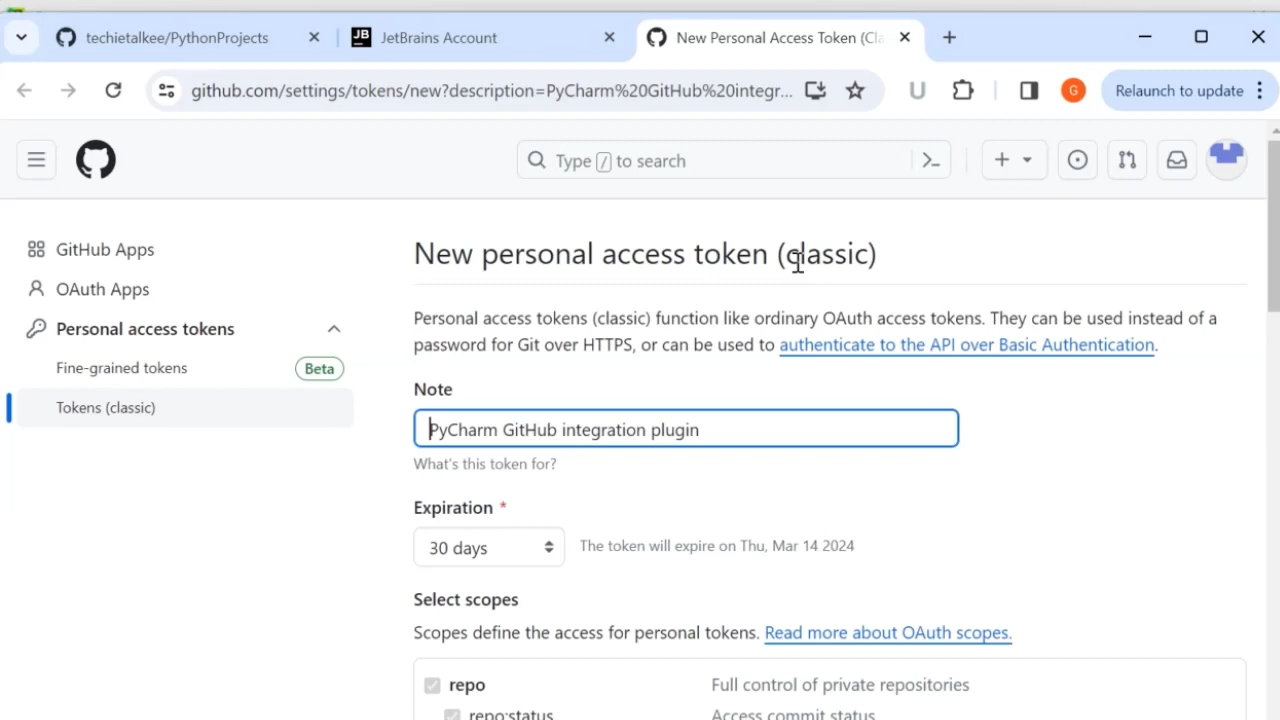 techietalkee/PythonProjects
JB JetBrains Account
New Personal Access Token (Cla
github.com/settings/tokens/new?description=PyCharm%20GitHub%20integr...
U
G
Relaunch to update
Type / to search
GitHub Apps
OAuth Apps
Personal access tokens
Fine-grained tokens Beta
Tokens (classic)
New personal access token (classic)
Personal access tokens (classic) function like ordinary OAuth access tokens. They can be used instead of a
password for Git over HTTPS, or can be used to authenticate to the API over Basic Authentication.
Note
PyCharm GitHub integration plugin
What's this token for?
Expiration *
30 days The token will expire on Thu, Mar 14 2024
Select scopes
Scopes define the access for personal tokens. Read more about OAuth scopes.
repo Full control of private repositories
repo:status Access commit status